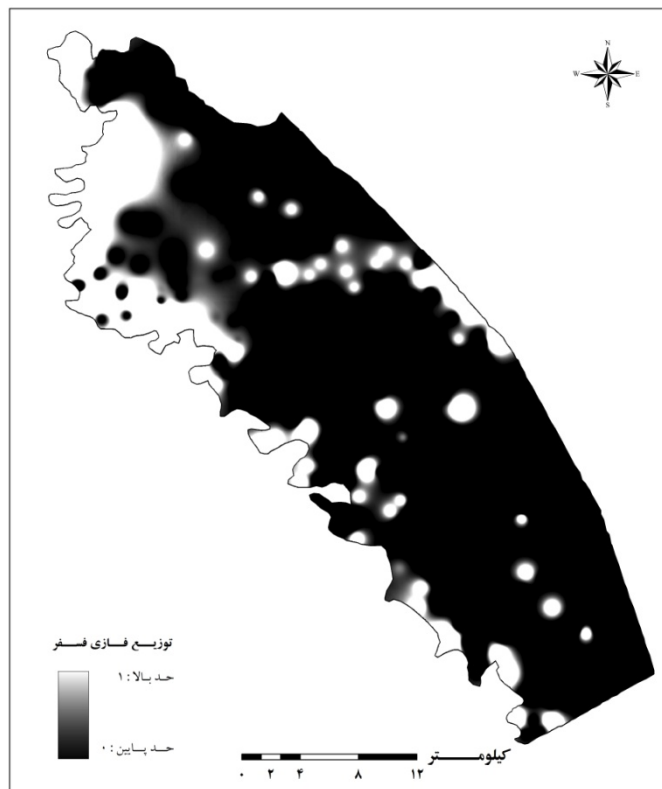 N
W E
S
توزیع فازی فسفر
حد بالا : ۱
حد پایین : ۰
کیلومتر
۰ ۲ ۴ ۸ ۱۲